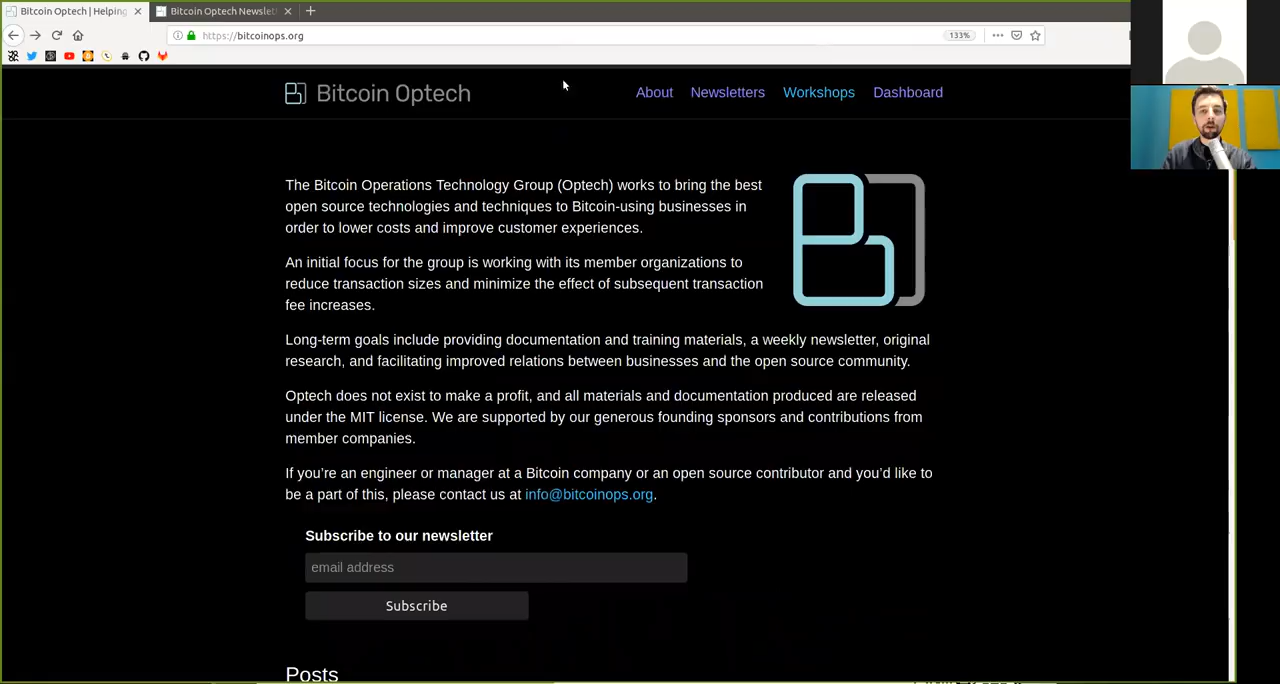 Bitcoin Optech | Helping
Bitcoin Optech Newslet
https://bitcoinops.org
133%
Bitcoin Optech
About Newsletters Workshops Dashboard
The Bitcoin Operations Technology Group (Optech) works to bring the best
open source technologies and techniques to Bitcoin-using businesses in
order to lower costs and improve customer experiences.
An initial focus for the group is working with its member organizations to
reduce transaction sizes and minimize the effect of subsequent transaction
fee increases.
Long-term goals include providing documentation and training materials, a weekly newsletter, original
research, and facilitating improved relations between businesses and the open source community.
Optech does not exist to make a profit, and all materials and documentation produced are released
under the MIT license. We are supported by our generous founding sponsors and contributions from
member companies.
If you’re an engineer or manager at a Bitcoin company or an open source contributor and you’d like to
be a part of this, please contact us at info@bitcoinops.org.
Subscribe to our newsletter
email address
Subscribe
Posts